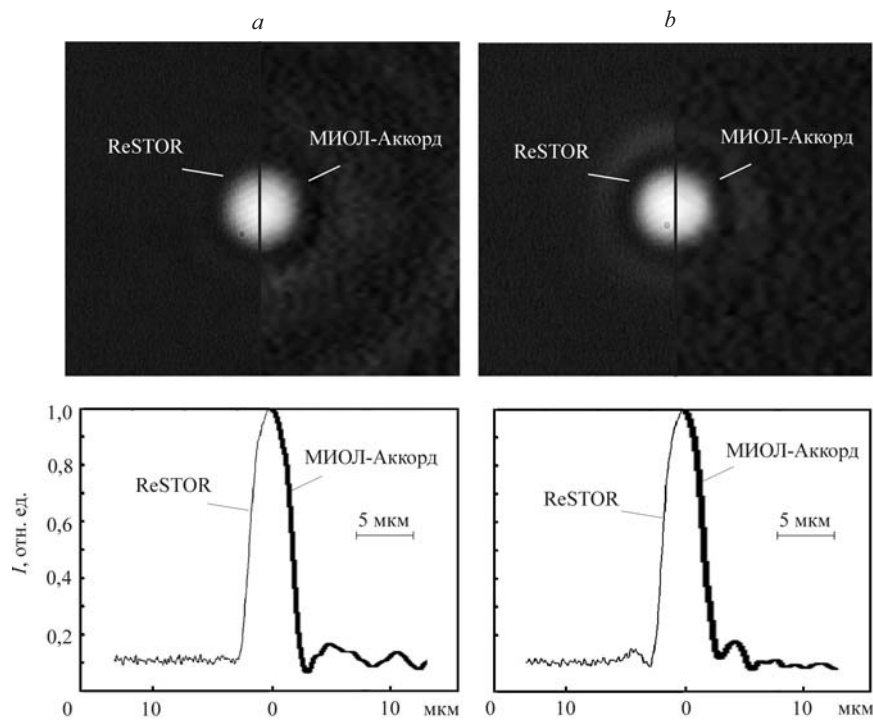 a b
ReSTOR МИОЛ-Аккорд ReSTOR МИОЛ-Аккорд
1,0
0,8
0,6
0,4
0,2
I, отн. ед.
ReSTOR МИОЛ-Аккорд
5 мкм
0 10 0 10 мкм
ReSTOR МИОЛ-Аккорд
5 мкм
0 10 0 10 мкм